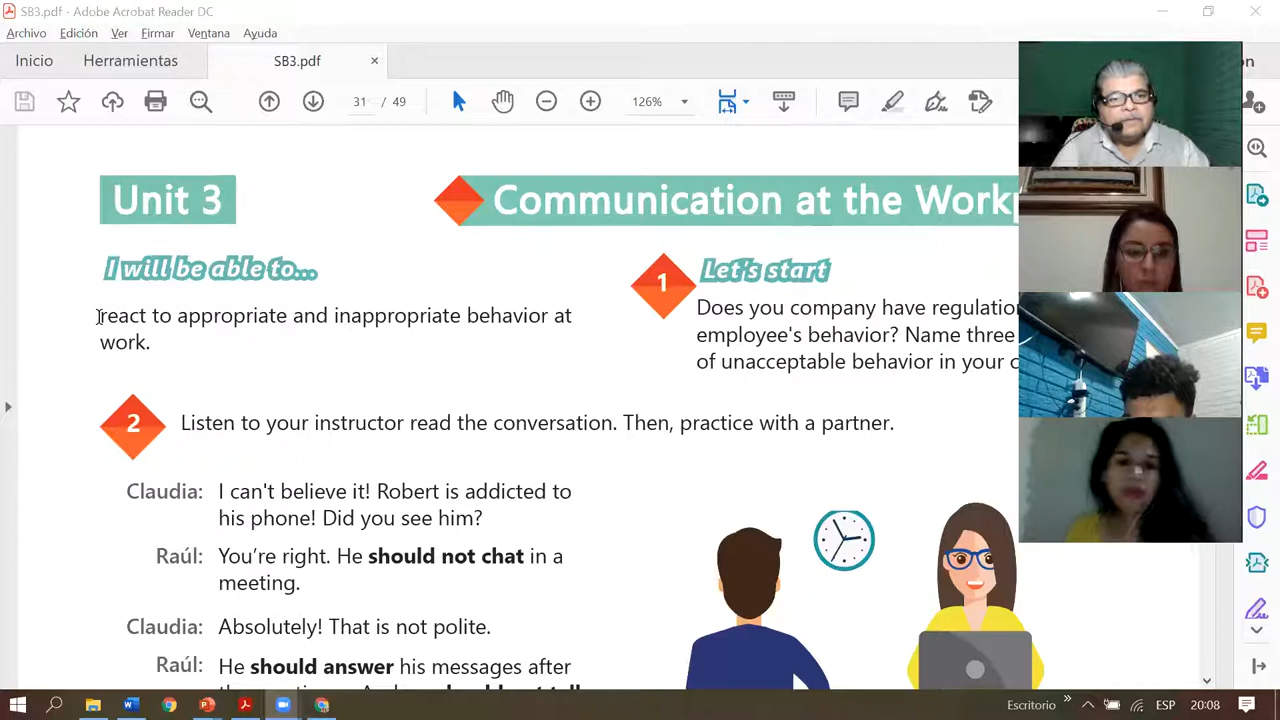 SB3.pdf - Adobe Acrobat Reader DC
Archivo Edición Ver Firmar Ventana Ayuda
Inicio Herramientas SB3.pdf ×
31 / 49 126%
Unit 3
Communication at the Workp
I will be able to...
react to appropriate and inappropriate behavior at
work.
1 Let's start
Does you company have regulation
employee's behavior? Name three
of unacceptable behavior in your c
2 Listen to your instructor read the conversation. Then, practice with a partner.
Claudia: I can't believe it! Robert is addicted to
his phone! Did you see him?
Raúl: You're right. He should not chat in a
meeting.
Claudia: Absolutely! That is not polite.
Raúl: He should answer his messages after
Escritorio » ESP 20:08